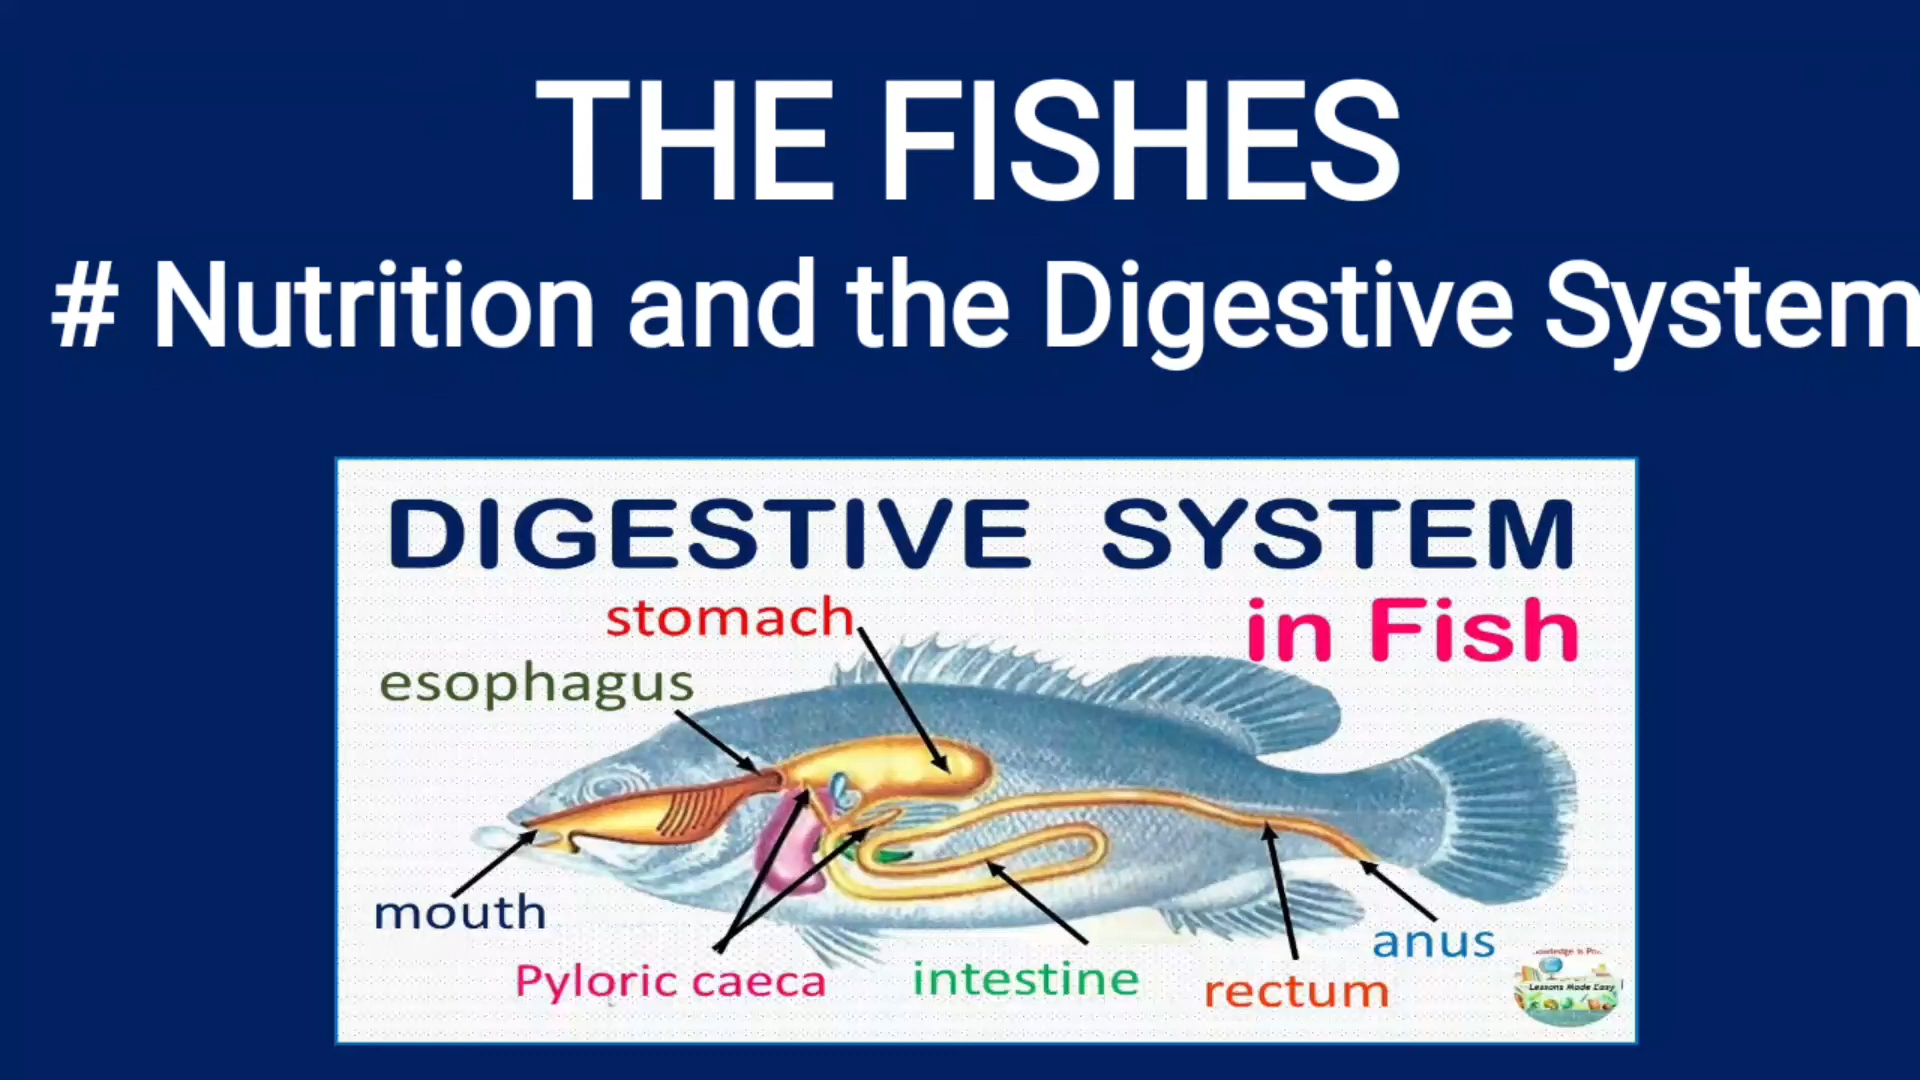 THE FISHES
# Nutrition and the Digestive System
DIGESTIVE SYSTEM
in Fish
stomach
esophagus
mouth
Pyloric caeca
intestine
rectum
anus
Lessons Made Easy